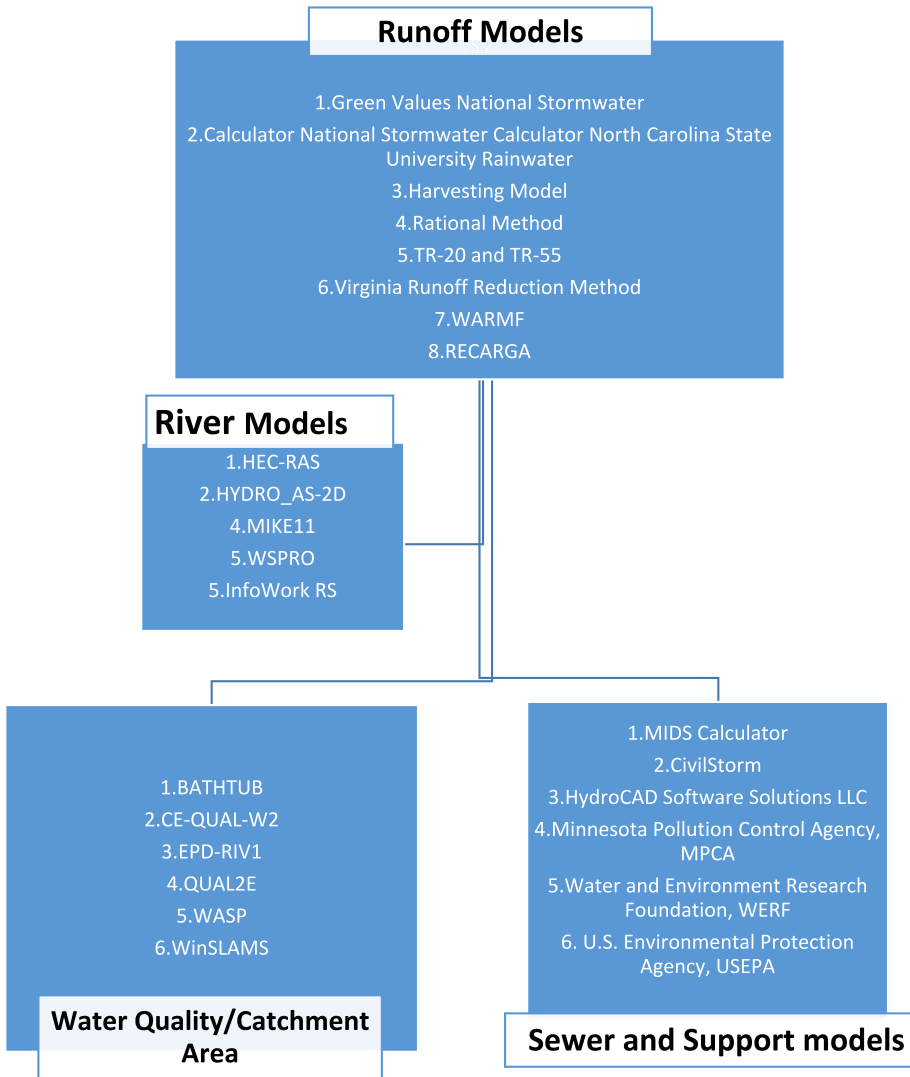 Runoff Models
1.Green Values National Stormwater
2.Calculator National Stormwater Calculator North Carolina State
University Rainwater
3.Harvesting Model
4.Rational Method
5.TR-20 and TR-55
6.Virginia Runoff Reduction Method
7.WARMF
8.RECARGA
River Models
1.HEC-RAS
2.HYDRO_AS-2D
4.MIKE11
5.WSPRO
5.InfoWork RS
1.BATHTUB
2.CE-QUAL-W2
3.EPD-RIV1
4.QUAL2E
5.WASP
6.WinSLAMS
Water Quality/Catchment
Area
1.MIDS Calculator
2.CivilStorm
3.HydroCAD Software Solutions LLC
4.Minnesota Pollution Control Agency,
MPCA
5.Water and Environment Research
Foundation, WERF
6. U.S. Environmental Protection
Agency, USEPA
Sewer and Support models